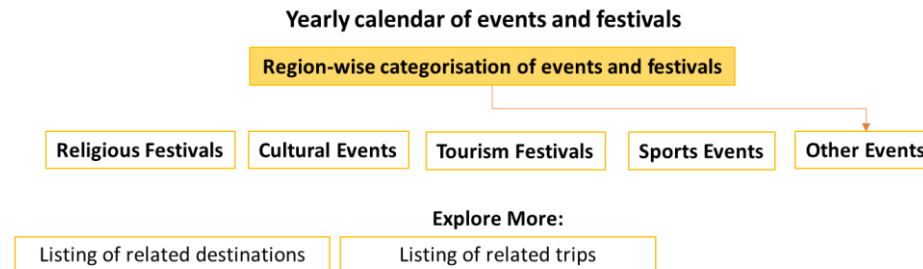 Yearly calendar of events and festivals
Region-wise categorisation of events and festivals
Religious Festivals
Cultural Events
Tourism Festivals
Sports Events
Other Events
Explore More:
Listing of related destinations
Listing of related trips